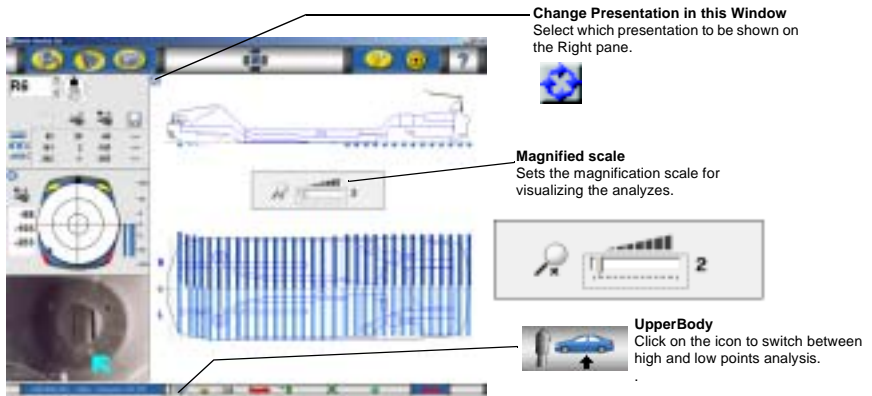 Change Presentation in this Window
Select which presentation to be shown on
the Right pane.
R6
?
Magnified scale
Sets the magnification scale for
visualizing the analyzes.
2
UpperBody
Click on the icon to switch between
high and low points analysis.
.